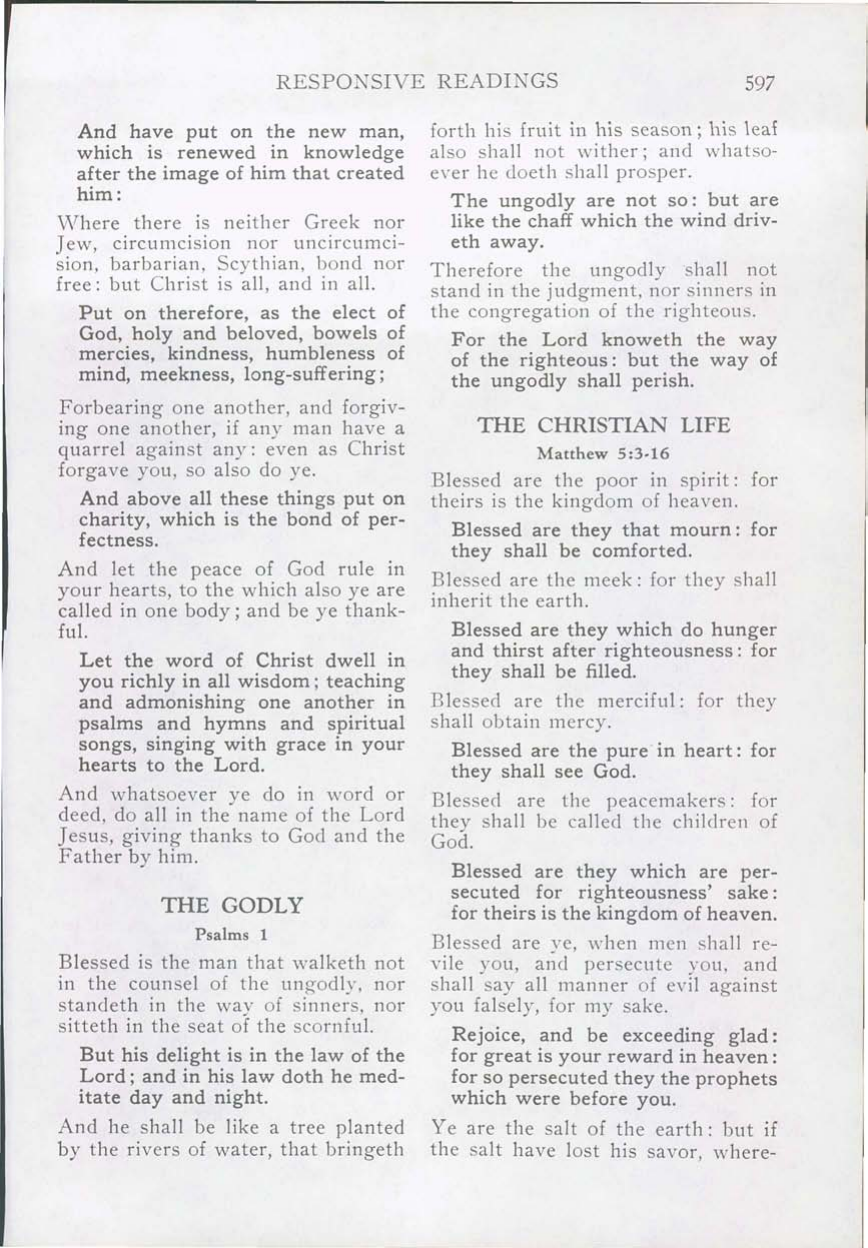 RESPONSIVE READINGS 597
And have put on the new man,
which is renewed in knowledge
after the image of him that created
him:
Where there is neither Greek nor
Jew, circumcision nor uncircumci-
sion, barbarian, Scythian, bond nor
free: but Christ is all, and in all.
Put on therefore, as the elect of
God, holy and beloved, bowels of
mercies, kindness, humbleness of
mind, meekness, long-suffering;
Forbearing one another, and forgiv-
ing one another, if any man have a
quarrel against any: even as Christ
forgave you, so also do ye.
And above all these things put on
charity, which is the bond of per-
fectness.
And let the peace of God rule in
your hearts, to the which also ye are
called in one body; and be ye thank-
ful.
Let the word of Christ dwell in
you richly in all wisdom; teaching
and admonishing one another in
psalms and hymns and spiritual
songs, singing with grace in your
hearts to the Lord.
And whatsoever ye do in word or
deed, do all in the name of the Lord
Jesus, giving thanks to God and the
Father by him.
THE GODLY
Psalms 1
Blessed is the man that walketh not
in the counsel of the ungodly, nor
standeth in the way of sinners, nor
sitteth in the seat of the scornful.
But his delight is in the law of the
Lord; and in his law doth he med-
itate day and night.
And he shall be like a tree planted
by the rivers of water, that bringeth
forth his fruit in his season; his leaf
also shall not wither; and whatso-
ever he doeth shall prosper.
The ungodly are not so: but are
like the chaff which the wind driv-
eth away.
Therefore the ungodly shall not
stand in the judgment, nor sinners in
the congregation of the righteous.
For the Lord knoweth the way
of the righteous: but the way of
the ungodly shall perish.
THE CHRISTIAN LIFE
Matthew 5:3-16
Blessed are the poor in spirit: for
theirs is the kingdom of heaven.
Blessed are they that mourn: for
they shall be comforted.
Blessed are the meek: for they shall
inherit the earth.
Blessed are they which do hunger
and thirst after righteousness: for
they shall be filled.
Blessed are the merciful: for they
shall obtain mercy.
Blessed are the pure in heart: for
they shall see God.
Blessed are the peacemakers: for
they shall be called the children of
God.
Blessed are they which are per-
secuted for righteousness' sake:
for theirs is the kingdom of heaven.
Blessed are ye, when men shall re-
vile you, and persecute you, and
shall say all manner of evil against
you falsely, for my sake.
Rejoice, and be exceeding glad:
for great is your reward in heaven:
for so persecuted they the prophets
which were before you.
Ye are the salt of the earth: but if
the salt have lost his savor, where-